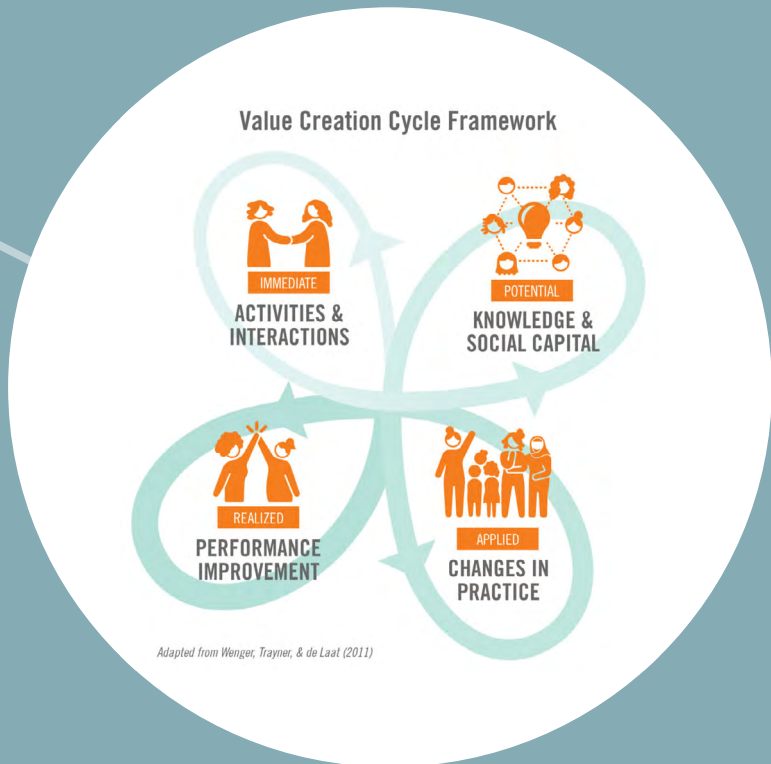 Value Creation Cycle Framework
IMMEDIATE
ACTIVITIES &
INTERACTIONS
POTENTIAL
KNOWLEDGE &
SOCIAL CAPITAL
REALIZED
PERFORMANCE
IMPROVEMENT
APPLIED
CHANGES IN
PRACTICE
Adapted from Wenger, Trayner, & de Laat (2011)